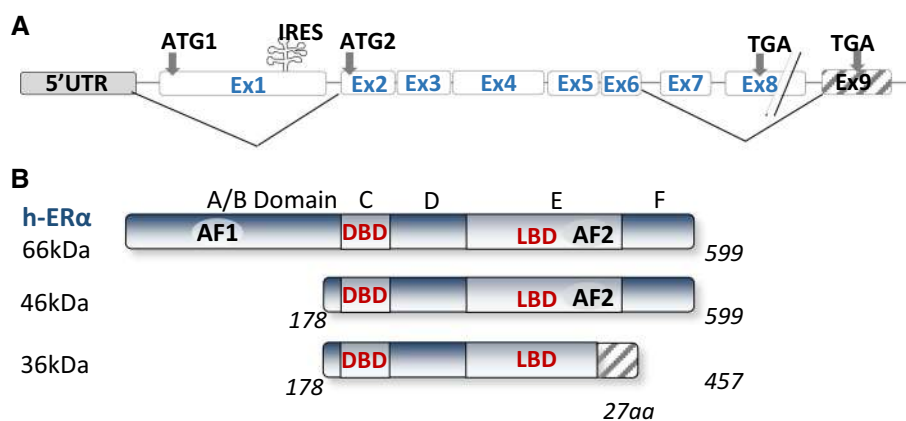 A
ATG1 IRES ATG2 TGA TGA
5'UTR Ex1 Ex2 Ex3 Ex4 Ex5 Ex6 Ex7 Ex8 Ex9
B
A/B Domain C D E F
h-ERα
66kDa AF1 DBD LBD AF2 599
46kDa 178 DBD LBD AF2 599
36kDa 178 DBD LBD 457
27aa